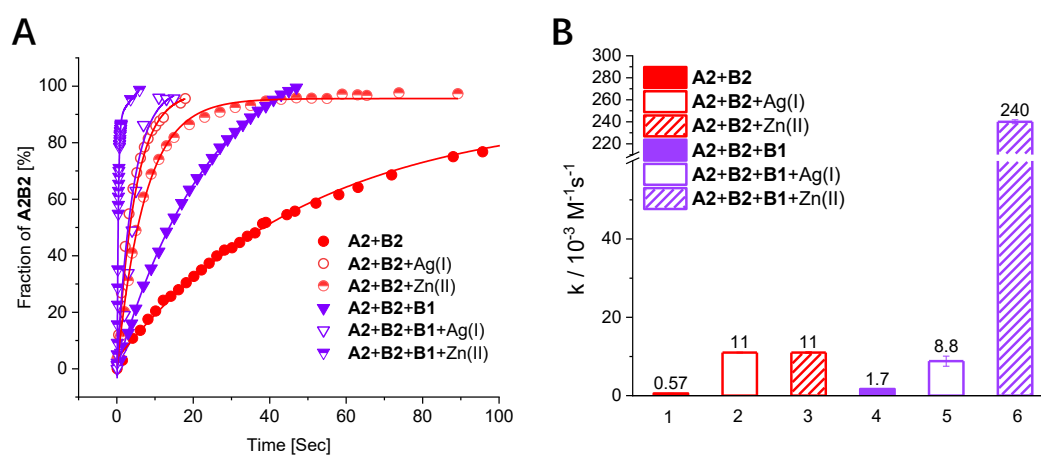 A
Fraction of A2B2 [%]
100
80
60
40
20
0
0
20
40
60
80
100
Time [Sec]
A2+B2
A2+B2+Ag(I)
A2+B2+Zn(II)
A2+B2+B1
A2+B2+B1+Ag(I)
A2+B2+B1+Zn(II)
B
k / 10⁻³ M⁻¹s⁻¹
300
280
260
240
220
40
20
0
A2+B2
A2+B2+Ag(I)
A2+B2+Zn(II)
A2+B2+B1
A2+B2+B1+Ag(I)
A2+B2+B1+Zn(II)
0.57
11
11
1.7
8.8
240
1
2
3
4
5
6